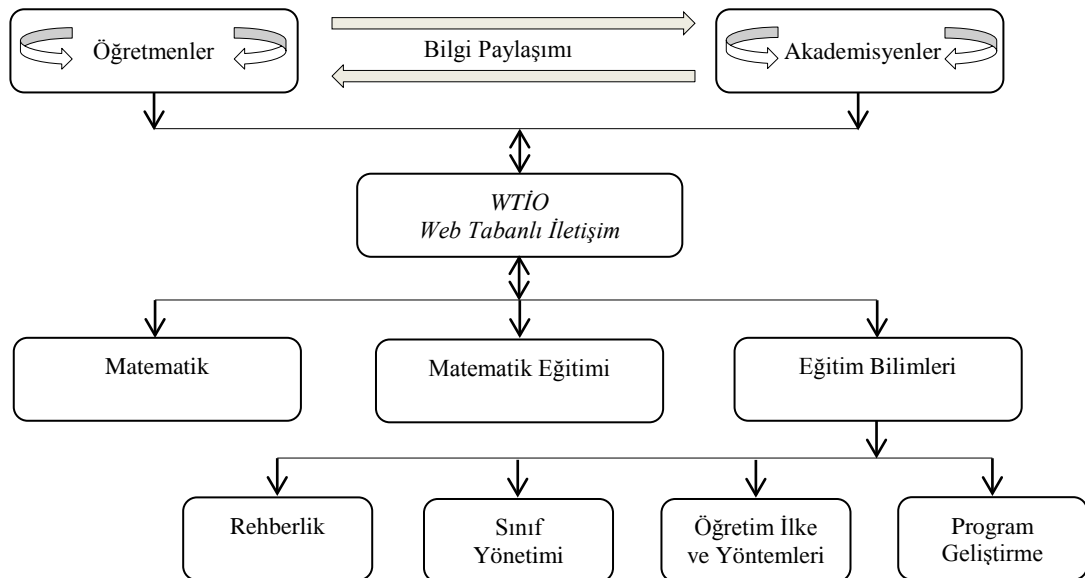 Öğretmenler
Bilgi Paylaşımı
Akademisyenler
WTİO
Web Tabanlı İletişim
Matematik
Matematik Eğitimi
Eğitim Bilimleri
Rehberlik
Sınıf
Yönetimi
Öğretim İlke
ve Yöntemleri
Program
Geliştirme